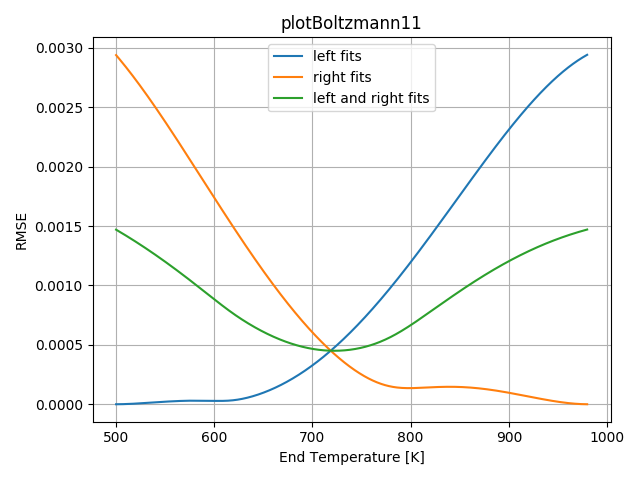 plotBoltzmann11
left fits
right fits
left and right fits
RMSE
0.0030
0.0025
0.0020
0.0015
0.0010
0.0005
0.0000
500 600 700 800 900 1000
End Temperature [K]